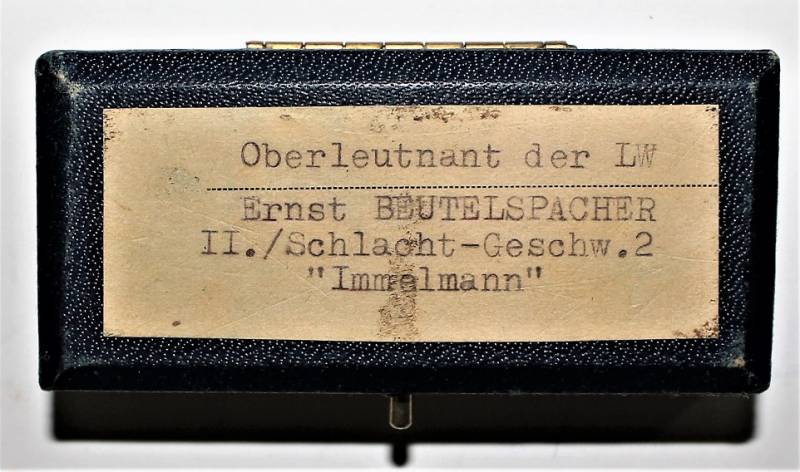 Oberleutnant der LW
Ernst BEUTELSPACHER
II./Schlacht-Geschw.2
"Immelmann"